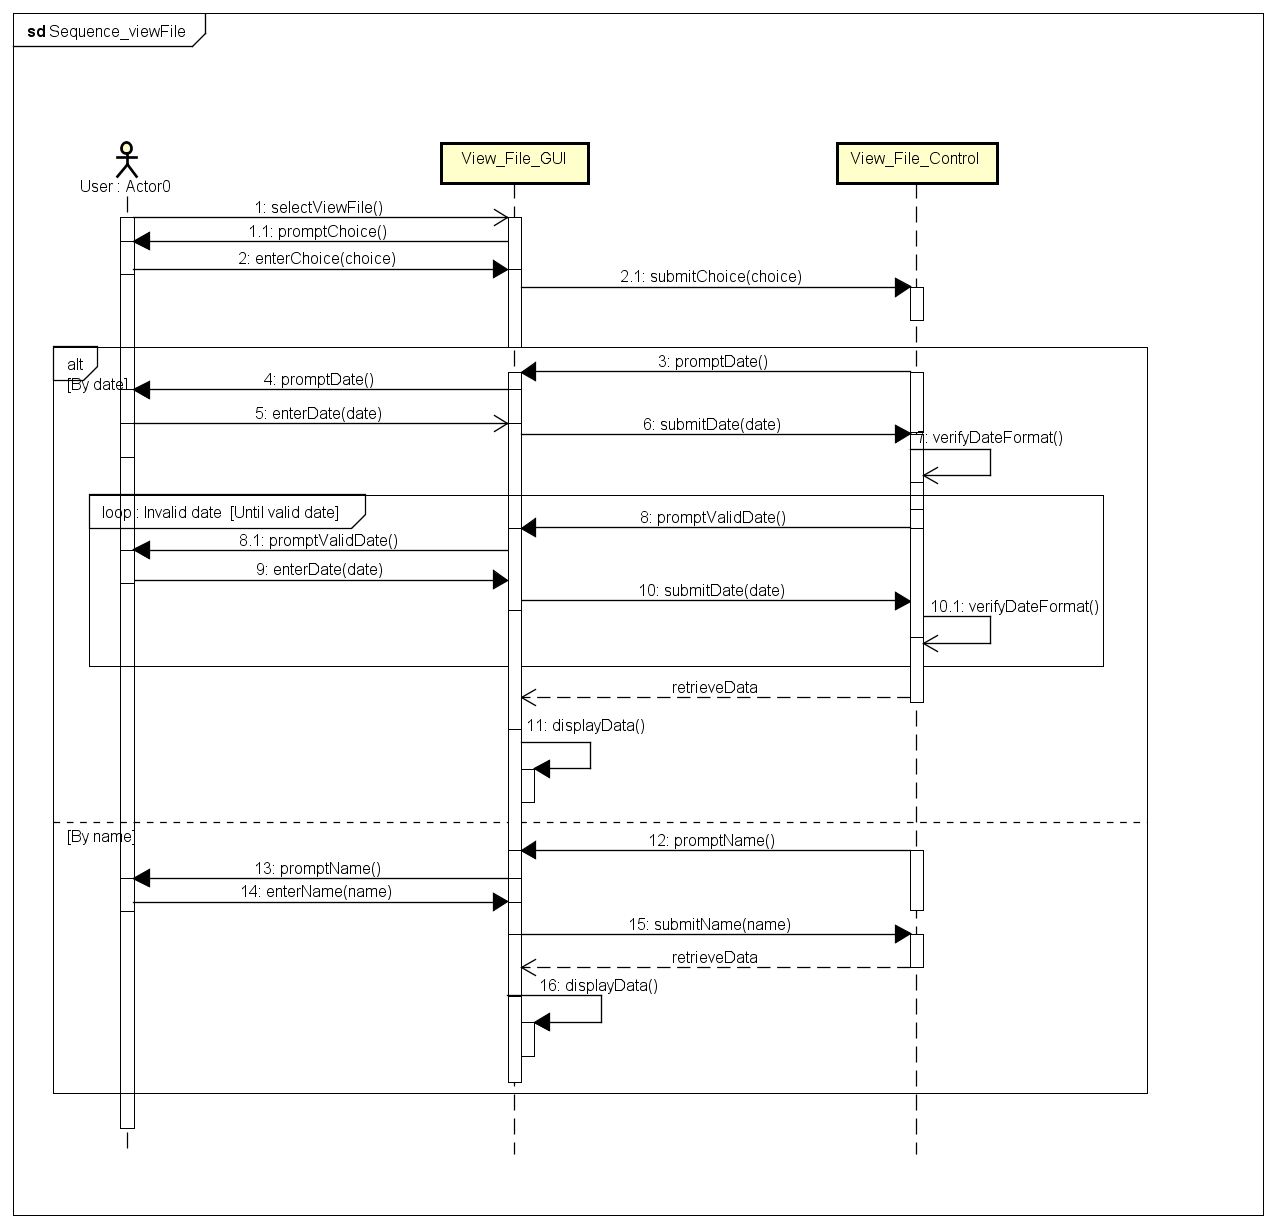 sd Sequence_viewFile
View_File_GUI
View_File_Control
User : Actor0
1: selectViewFile()
1.1: promptChoice()
2: enterChoice(choice)
2.1: submitChoice(choice)
alt
[By date]
3: promptDate()
4: promptDate()
5: enterDate(date)
6: submitDate(date)
7: verifyDateFormat()
loop : Invalid date [Until valid date]
8: promptValidDate()
8.1: promptValidDate()
9: enterDate(date)
10: submitDate(date)
10.1: verifyDateFormat()
retrieveData
11: displayData()
[By name]
12: promptName()
13: promptName()
14: enterName(name)
15: submitName(name)
retrieveData
16: displayData()